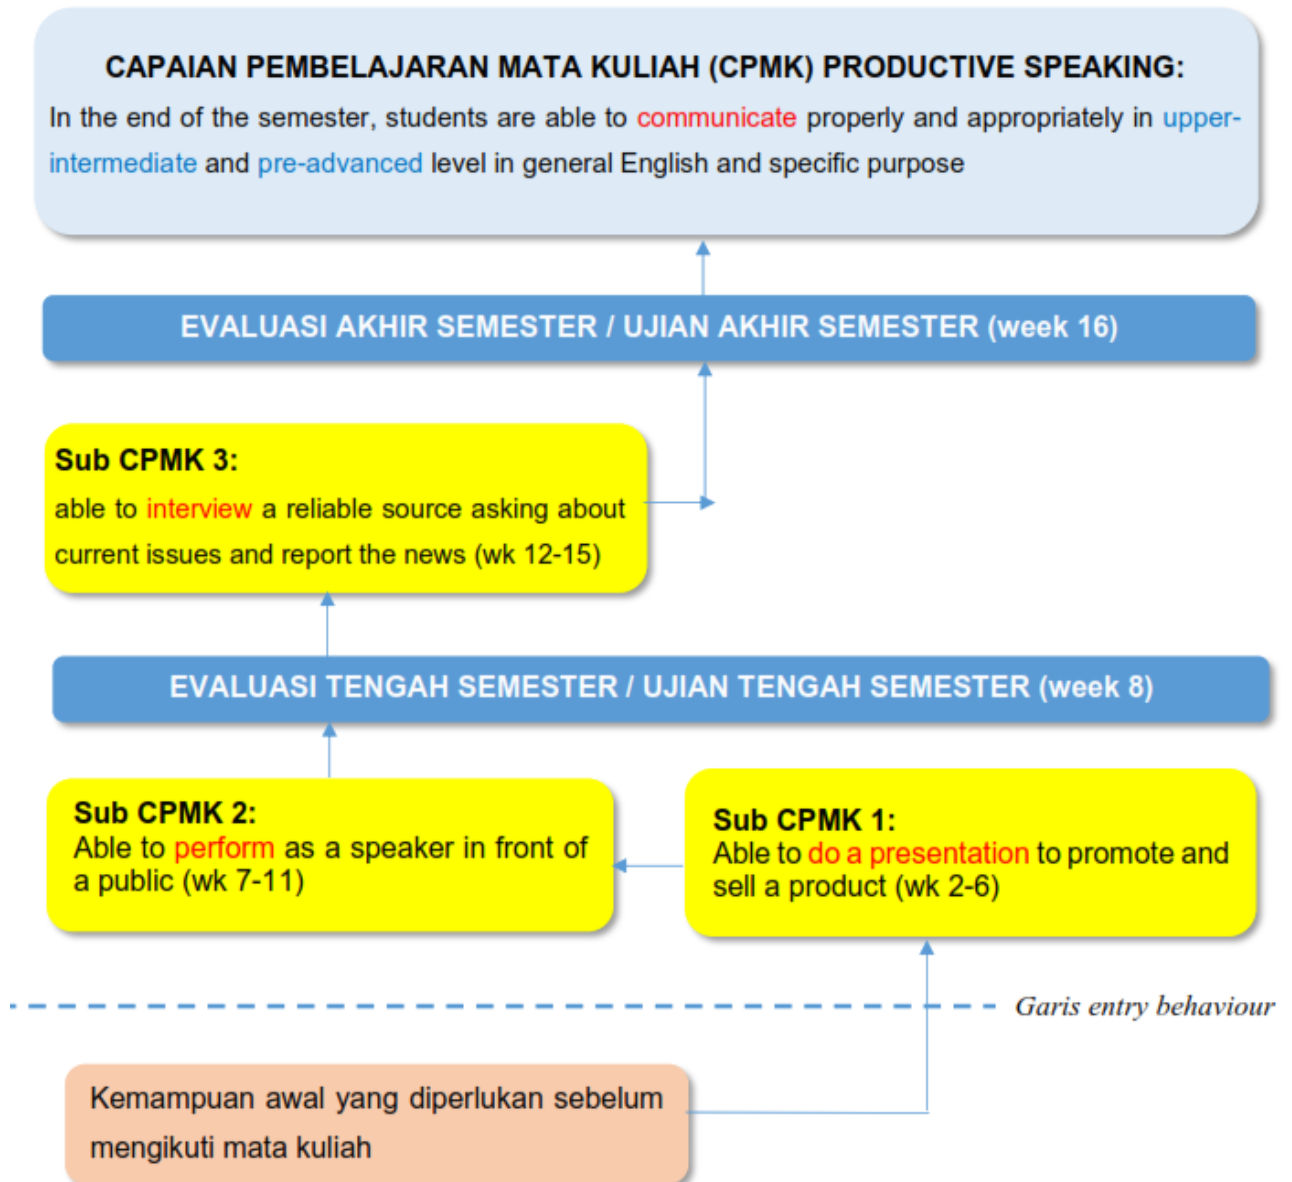 CAPAIAN PEMBELAJARAN MATA KULIAH (CPMK) PRODUCTIVE SPEAKING:
In the end of the semester, students are able to communicate properly and appropriately in upper-
intermediate and pre-advanced level in general English and specific purpose
EVALUASI AKHIR SEMESTER / UJIAN AKHIR SEMESTER (week 16)
Sub CPMK 3:
able to interview a reliable source asking about
current issues and report the news (wk 12-15)
EVALUASI TENGAH SEMESTER / UJIAN TENGAH SEMESTER (week 8)
Sub CPMK 2:
Able to perform as a speaker in front of
a public (wk 7-11)
Sub CPMK 1:
Able to do a presentation to promote and
sell a product (wk 2-6)
Garis entry behaviour
Kemampuan awal yang diperlukan sebelum
mengikuti mata kuliah